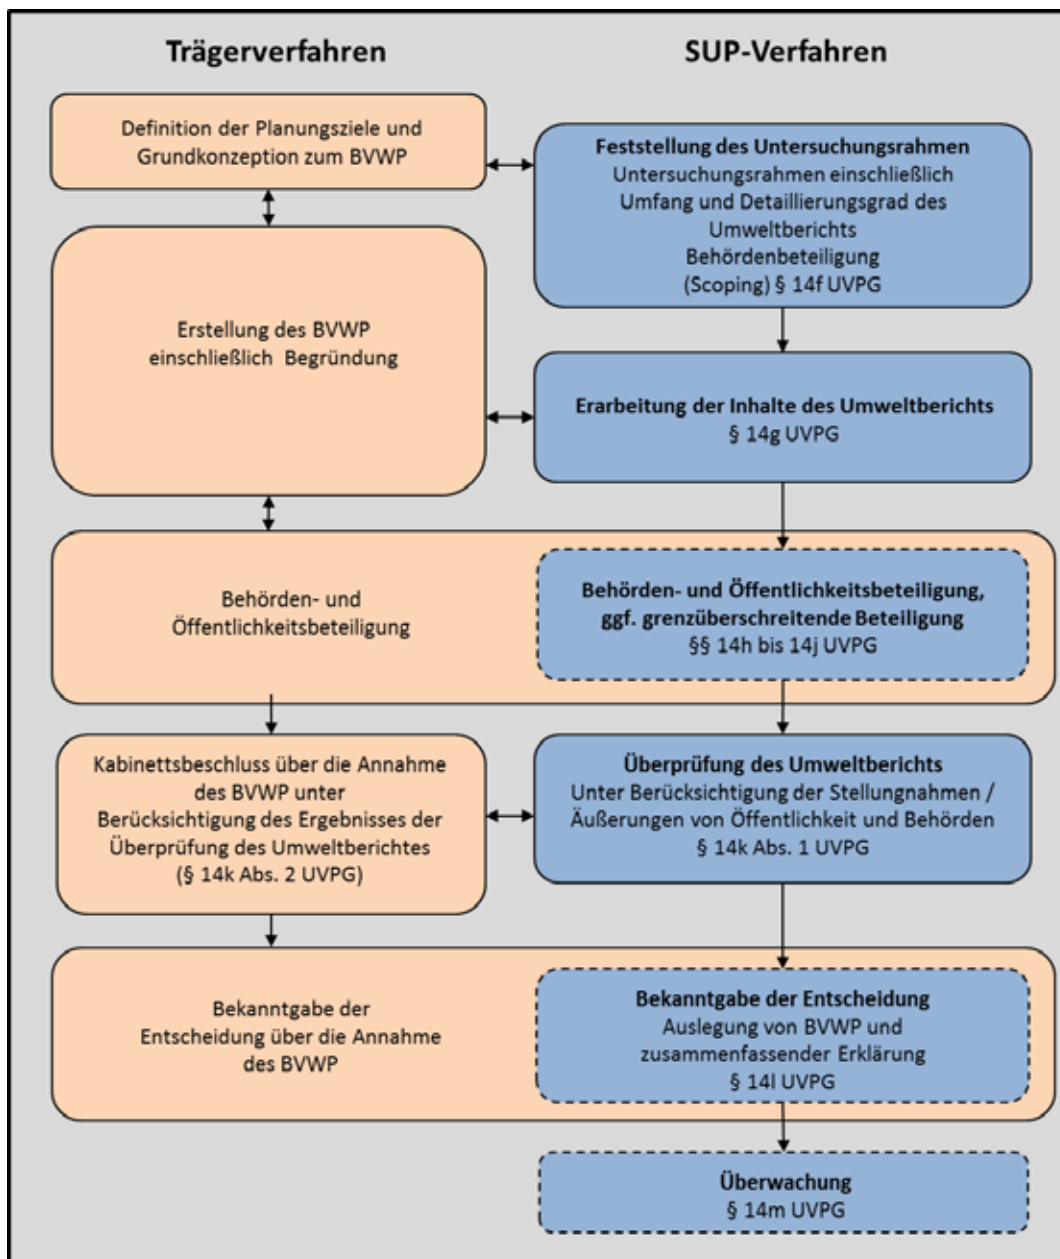 Trägerverfahren
SUP-Verfahren
Definition der Planungsziele und
Grundkonzeption zum BVWP
Feststellung des Untersuchungsrahmen
Untersuchungsrahmen einschließlich
Umfang und Detaillierungsgrad des
Umweltberichts
Behördenbeteiligung
(Scoping) § 14f UVPG
Erstellung des BVWP
einschließlich Begründung
Erarbeitung der Inhalte des Umweltberichts
§ 14g UVPG
Behörden- und
Öffentlichkeitsbeteiligung
Behörden- und Öffentlichkeitsbeteiligung,
ggf. grenzüberschreitende Beteiligung
§§ 14h bis 14j UVPG
Kabinettsbeschluss über die Annahme
des BVWP unter
Berücksichtigung des Ergebnisses der
Überprüfung des Umweltberichtes
(§ 14k Abs. 2 UVPG)
Überprüfung des Umweltberichts
Unter Berücksichtigung der Stellungnahmen /
Äußerungen von Öffentlichkeit und Behörden
§ 14k Abs. 1 UVPG
Bekanntgabe der
Entscheidung über die Annahme
des BVWP
Bekanntgabe der Entscheidung
Auslegung von BVWP und
zusammenfassender Erklärung
§ 14l UVPG
Überwachung
§ 14m UVPG